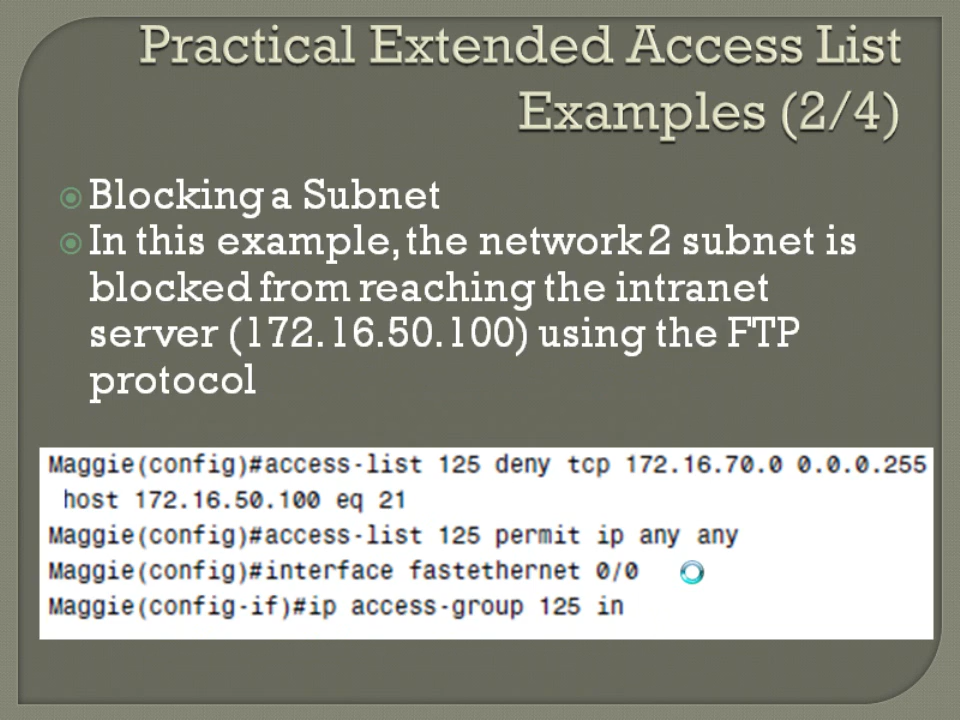 Practical Extended Access List
Examples (2/4)
Blocking a Subnet
In this example, the network 2 subnet is
blocked from reaching the intranet
server (172.16.50.100) using the FTP
protocol
Maggie(config)#access-list 125 deny tcp 172.16.70.0 0.0.0.255
host 172.16.50.100 eq 21
Maggie(config)#access-list 125 permit ip any any
Maggie(config)#interface fastethernet 0/0
Maggie(config-if)#ip access-group 125 in